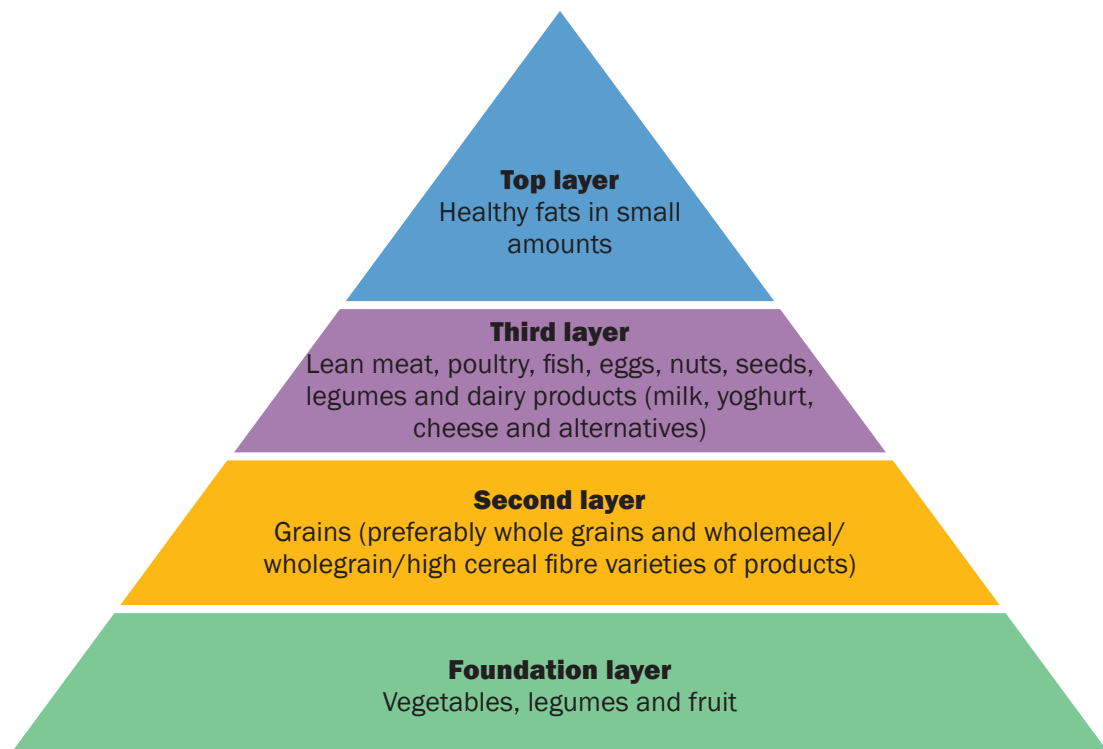 Top layer
Healthy fats in small
amounts
Third layer
Lean meat, poultry, fish, eggs, nuts, seeds,
legumes and dairy products (milk, yoghurt,
cheese and alternatives)
Second layer
Grains (preferably whole grains and wholemeal/
wholegrain/high cereal fibre varieties of products)
Foundation layer
Vegetables, legumes and fruit